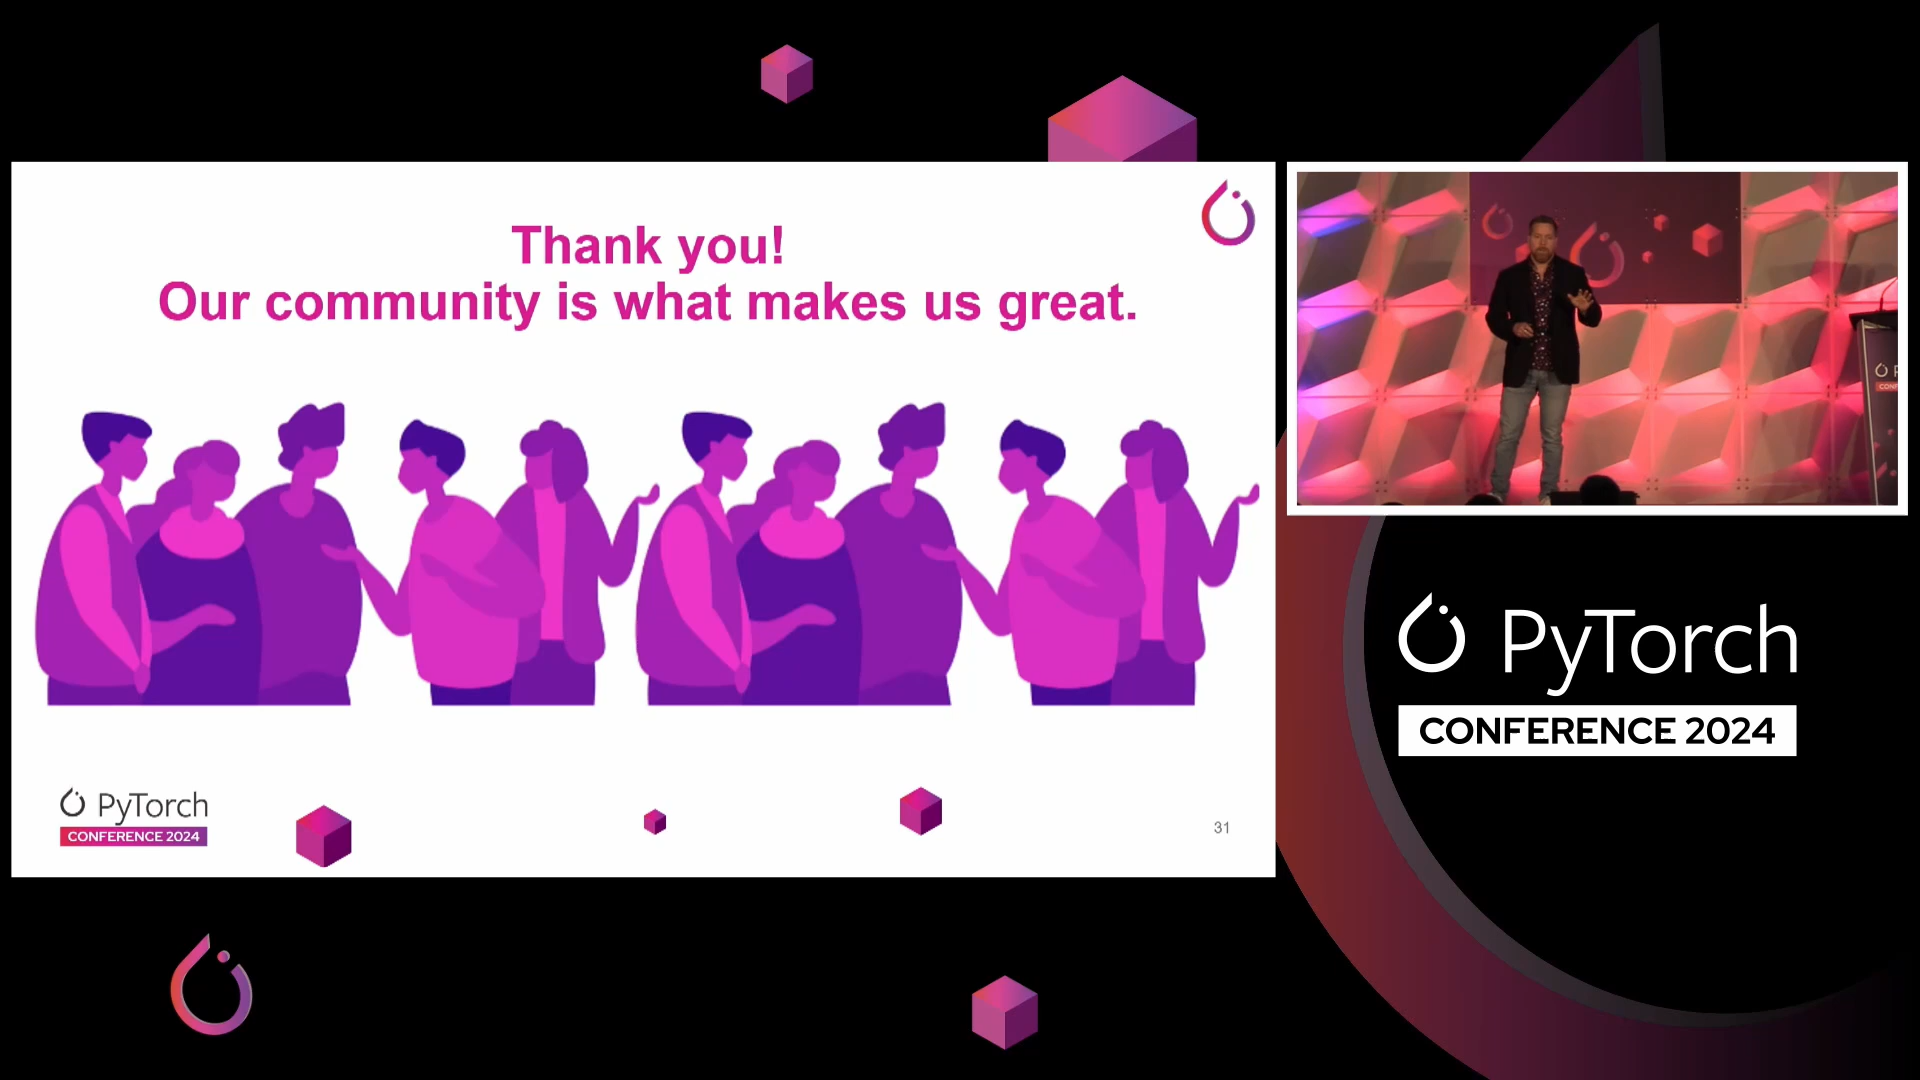 Thank you!
Our community is what makes us great.
PyTorch
CONFERENCE 2024
31
PyTorch
CONFERENCE 2024